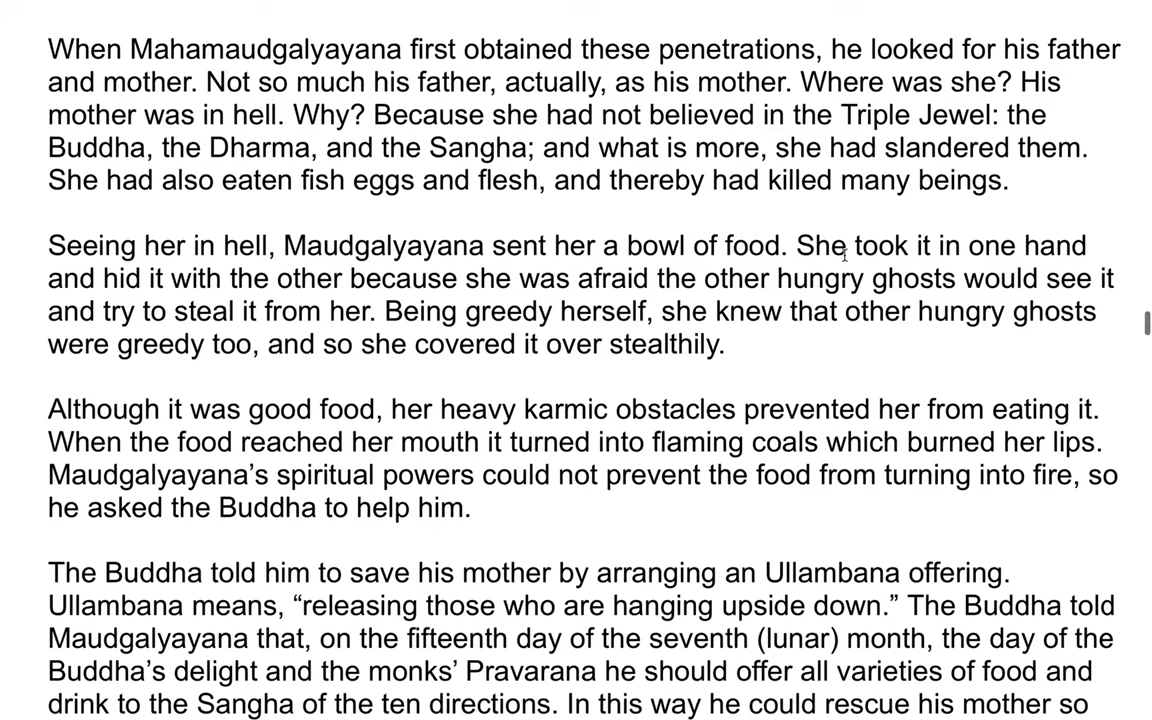 When Mahamaudgalyayana first obtained these penetrations, he looked for his father
and mother. Not so much his father, actually, as his mother. Where was she? His
mother was in hell. Why? Because she had not believed in the Triple Jewel: the
Buddha, the Dharma, and the Sangha; and what is more, she had slandered them.
She had also eaten fish eggs and flesh, and thereby had killed many beings.
Seeing her in hell, Maudgalyayana sent her a bowl of food. She took it in one hand
and hid it with the other because she was afraid the other hungry ghosts would see it
and try to steal it from her. Being greedy herself, she knew that other hungry ghosts
were greedy too, and so she covered it over stealthily.
Although it was good food, her heavy karmic obstacles prevented her from eating it.
When the food reached her mouth it turned into flaming coals which burned her lips.
Maudgalyayana’s spiritual powers could not prevent the food from turning into fire, so
he asked the Buddha to help him.
The Buddha told him to save his mother by arranging an Ullambana offering.
Ullambana means, “releasing those who are hanging upside down.” The Buddha told
Maudgalyayana that, on the fifteenth day of the seventh (lunar) month, the day of the
Buddha’s delight and the monks’ Pravarana he should offer all varieties of food and
drink to the Sangha of the ten directions. In this way he could rescue his mother so